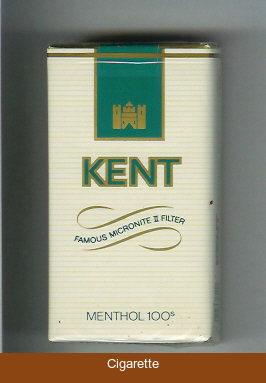 KENT
FAMOUS MICRONITE II FILTER
MENTHOL 100s
Cigarette